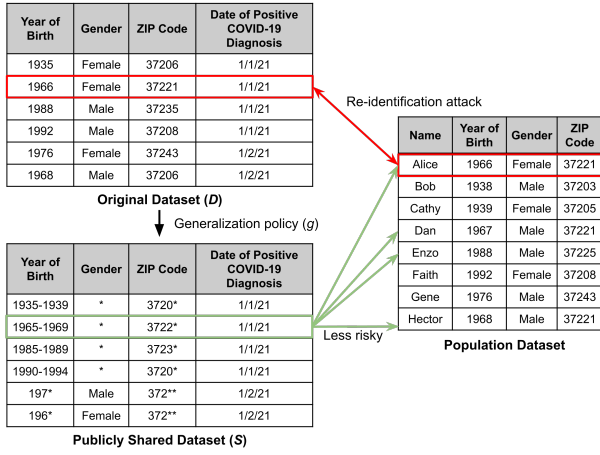 Year of Birth Gender ZIP Code Date of Positive COVID-19 Diagnosis
1935 Female 37206 1/1/21
1966 Female 37221 1/1/21
1988 Male 37235 1/1/21
1992 Male 37208 1/1/21
1976 Female 37243 1/2/21
1968 Male 37206 1/2/21
Original Dataset (D)
Generalization policy (g)
Year of Birth Gender ZIP Code Date of Positive COVID-19 Diagnosis
1935-1939 * 3720* 1/1/21
1965-1969 * 3722* 1/1/21
1985-1989 * 3723* 1/1/21
1990-1994 * 3720* 1/1/21
197* Male 372** 1/2/21
196* Female 372** 1/2/21
Publicly Shared Dataset (S)
Re-identification attack
Less risky
Name Year of Birth Gender ZIP Code
Alice 1966 Female 37221
Bob 1938 Male 37203
Cathy 1939 Female 37205
Dan 1967 Male 37221
Enzo 1988 Male 37225
Faith 1992 Female 37208
Gene 1976 Male 37243
Hector 1968 Male 37221
Population Dataset